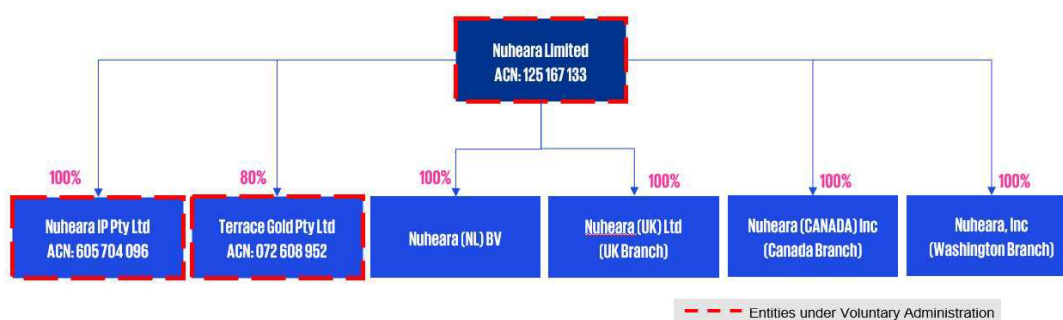 Nuheara Limited
ACN: 125 167 133
100%
80%
100%
100%
100%
100%
Nuheara IP Pty Ltd
ACN: 605 704 096
Terrace Gold Pty Ltd
ACN: 072 608 952
Nuheara (NL) BV
Nuheara (UK) Ltd
(UK Branch)
Nuheara (CANADA) Inc
(Canada Branch)
Nuheara, Inc
(Washington Branch)
Entities under Voluntary Administration